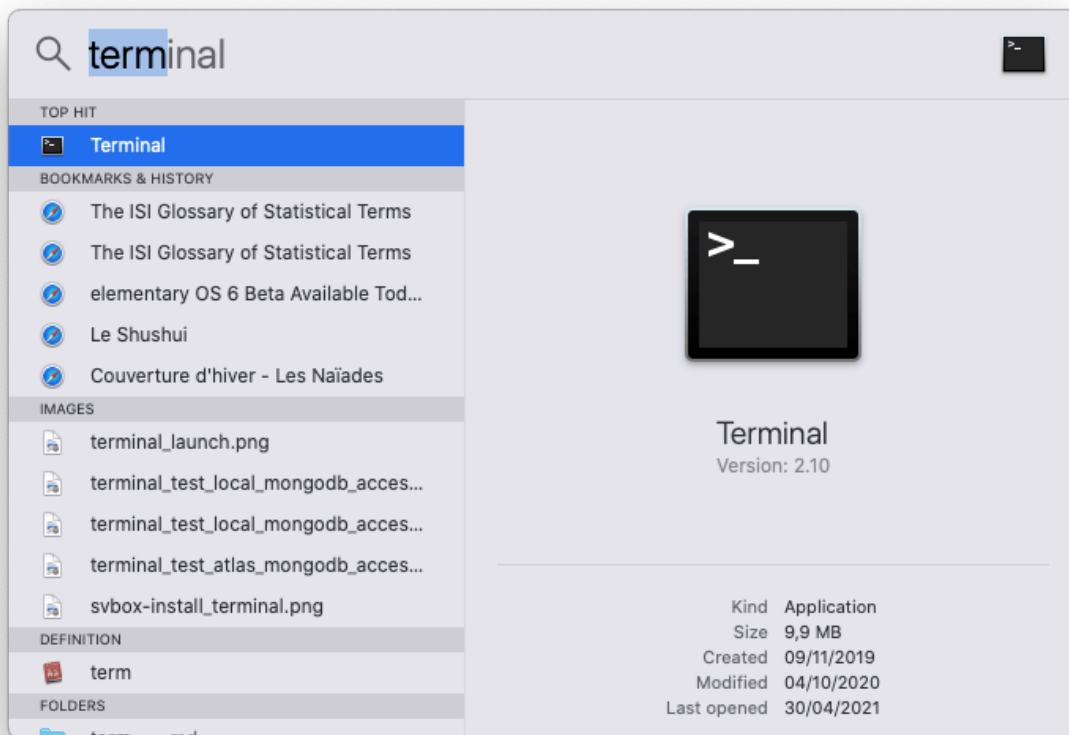 terminal
TOP HIT
Terminal
BOOKMARKS & HISTORY
The ISI Glossary of Statistical Terms
The ISI Glossary of Statistical Terms
elementary OS 6 Beta Available Tod...
Le Shushui
Couverture d'hiver - Les Naïades
IMAGES
terminal_launch.png
terminal_test_local_mongodb_acces...
terminal_test_local_mongodb_acces...
terminal_test_atlas_mongodb_acces...
svbox-install_terminal.png
DEFINITION
term
FOLDERS
>_
Terminal
Version: 2.10
Kind Application
Size 9,9 MB
Created 09/11/2019
Modified 04/10/2020
Last opened 30/04/2021